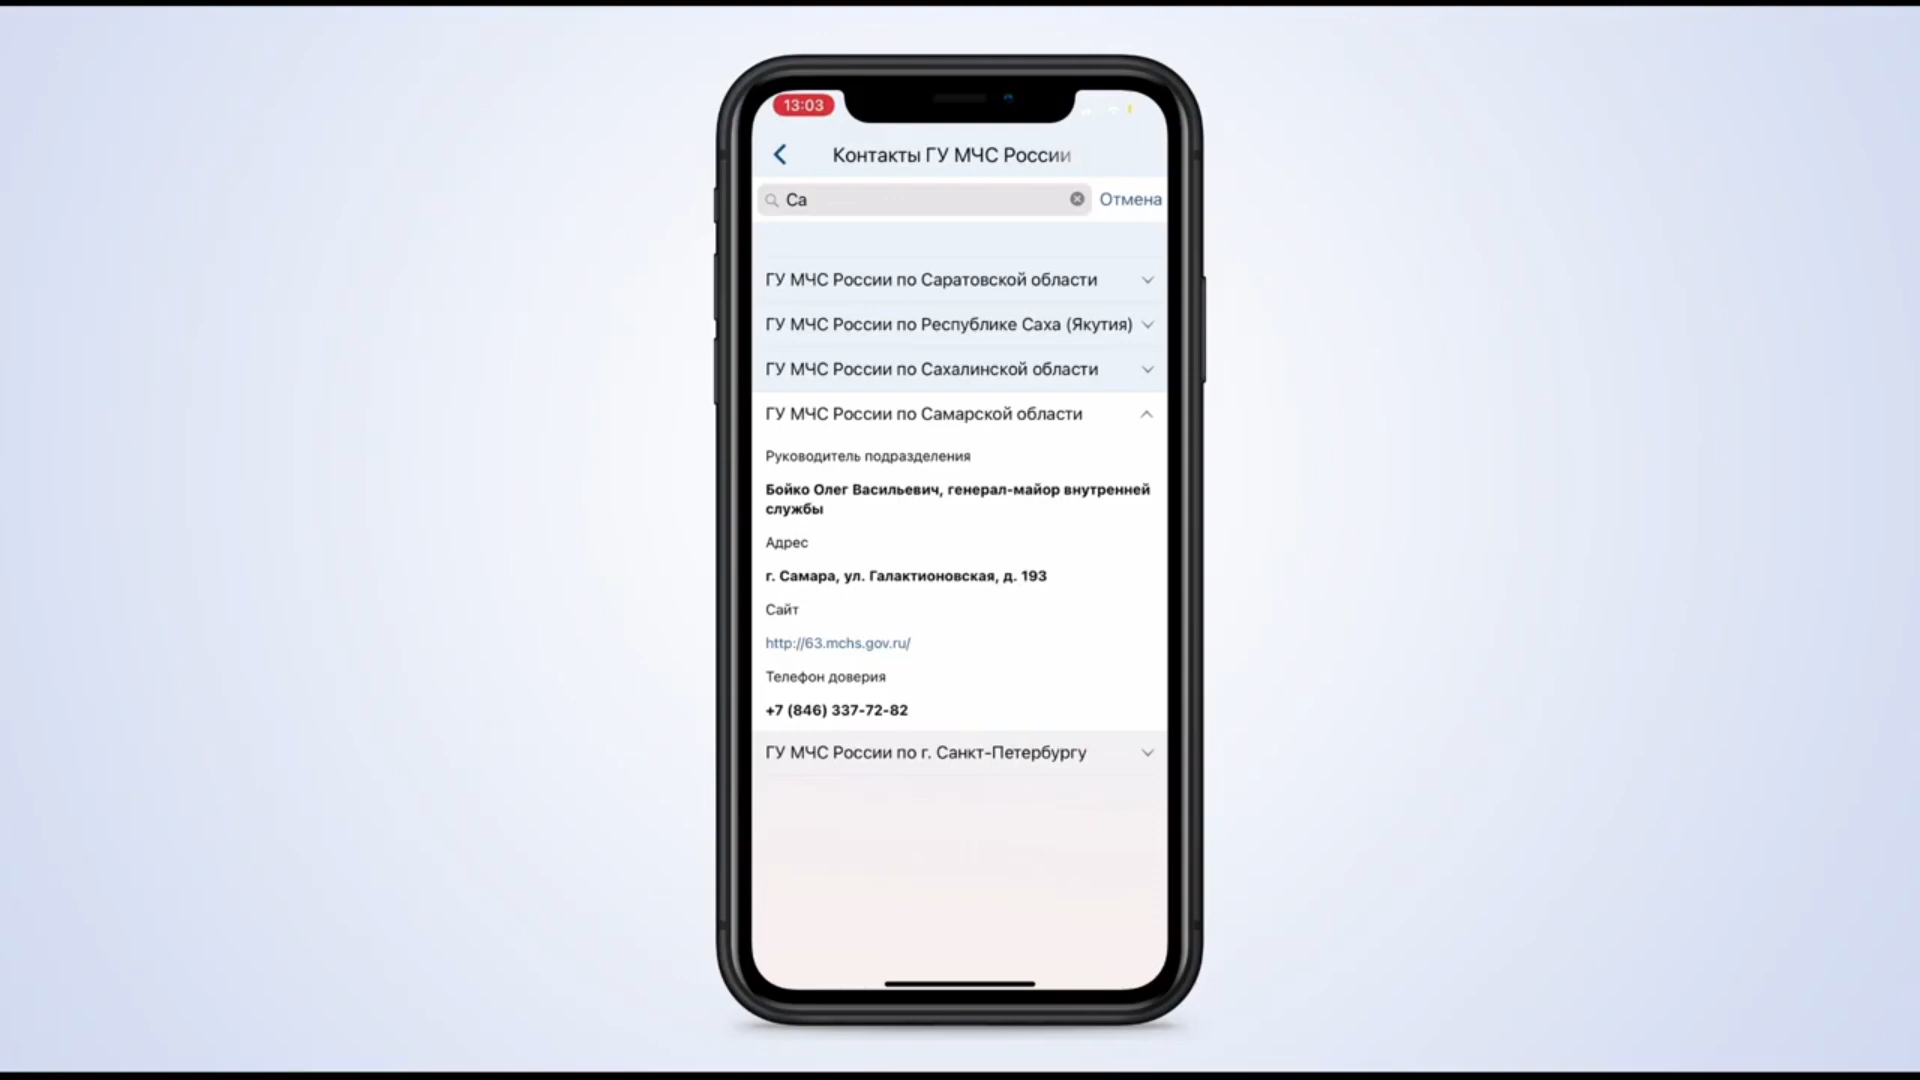 13:03
Контакты ГУ МЧС России
Са
Отмена
ГУ МЧС России по Саратовской области
ГУ МЧС России по Республике Саха (Якутия)
ГУ МЧС России по Сахалинской области
ГУ МЧС России по Самарской области
Руководитель подразделения
Бойко Олег Васильевич, генерал-майор внутренней
службы
Адрес
г. Самара, ул. Галактионовская, д. 193
Сайт
http://63.mchs.gov.ru/
Телефон доверия
+7 (846) 337-72-82
ГУ МЧС России по г. Санкт-Петербургу